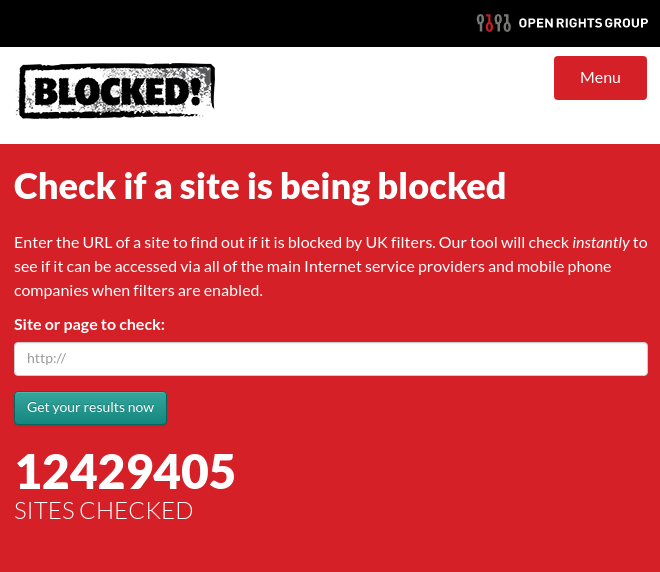 OPEN RIGHTS GROUP
BLOCKED!
Menu
Check if a site is being blocked
Enter the URL of a site to find out if it is blocked by UK filters. Our tool will check instantly to
see if it can be accessed via all of the main Internet service providers and mobile phone
companies when filters are enabled.
Site or page to check:
http://
Get your results now
12429405
SITES CHECKED